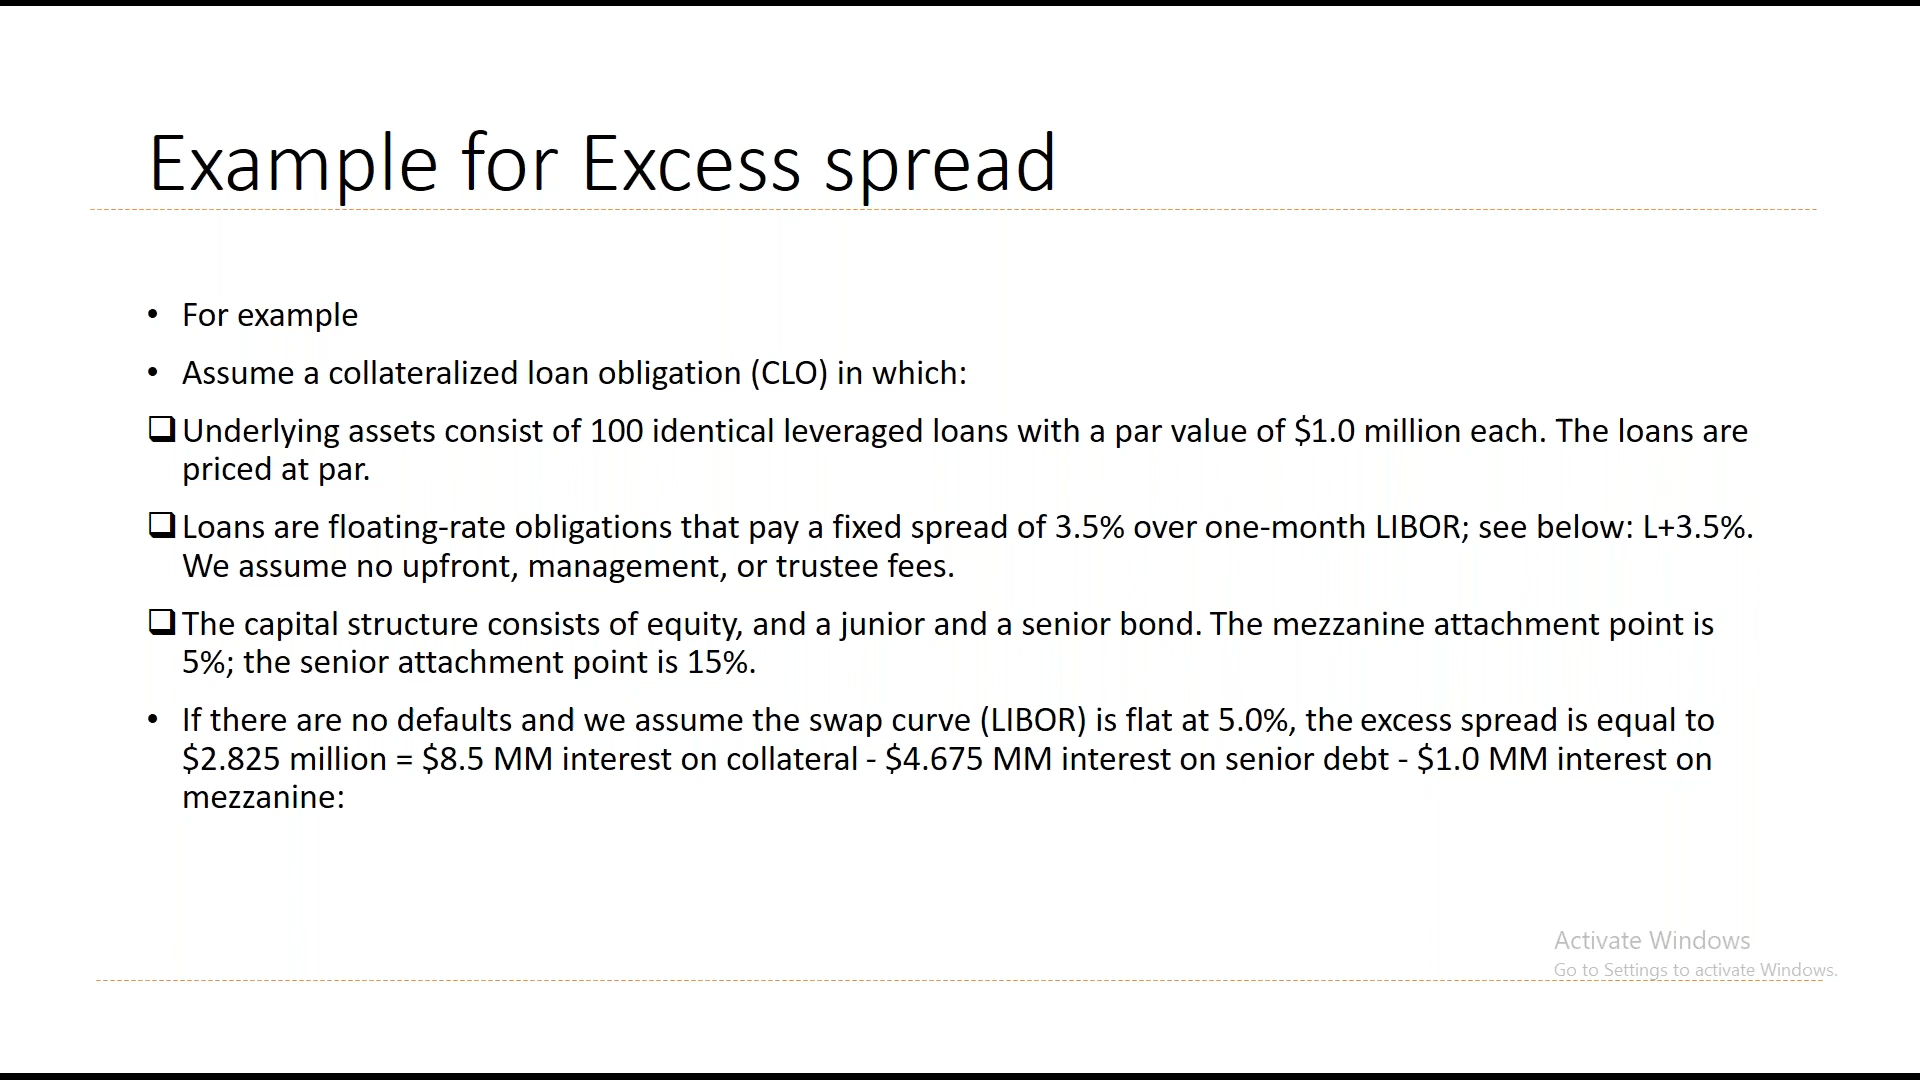 Example for Excess spread
• For example
• Assume a collateralized loan obligation (CLO) in which:
❑ Underlying assets consist of 100 identical leveraged loans with a par value of $1.0 million each. The loans are
priced at par.
❑ Loans are floating-rate obligations that pay a fixed spread of 3.5% over one-month LIBOR; see below: L+3.5%.
We assume no upfront, management, or trustee fees.
❑ The capital structure consists of equity, and a junior and a senior bond. The mezzanine attachment point is
5%; the senior attachment point is 15%.
• If there are no defaults and we assume the swap curve (LIBOR) is flat at 5.0%, the excess spread is equal to
$2.825 million = $8.5 MM interest on collateral - $4.675 MM interest on senior debt - $1.0 MM interest on
mezzanine:
Activate Windows
Go to Settings to activate Windows.